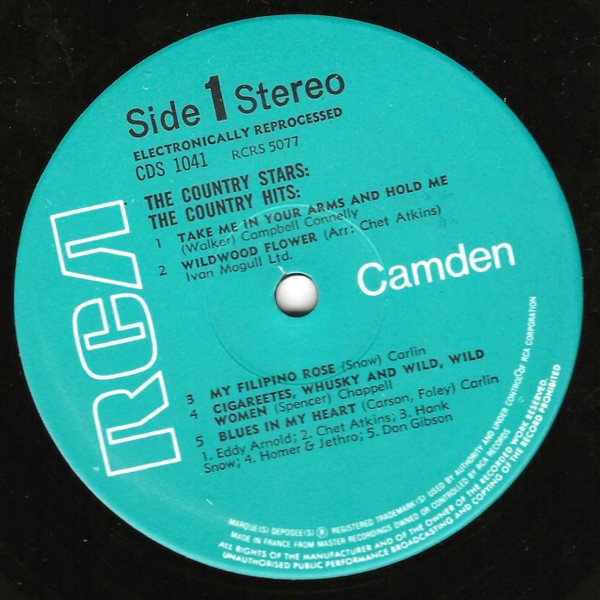 Side 1 Stereo
ELECTRONICALLY REPROCESSED
CDS 1041 RCRS 5077
THE COUNTRY STARS:
THE COUNTRY HITS:
1 TAKE ME IN YOUR ARMS AND HOLD ME
(Walker) Campbell Connelly
2 WILDWOOD FLOWER (Arr: Chet Atkins)
Ivan Mogull Ltd.
RCA
Camden
3 MY FILIPINO ROSE (Snow) Carlin
4 CIGAREETES, WHUSKY AND WILD, WILD
WOMEN (Spencer) Chappell
5 BLUES IN MY HEART (Carson, Foley) Carlin
1. Eddy Arnold; 2. Chet Atkins; 3. Hank
Snow; 4. Homer & Jethro; 5. Don Gibson
MARQUE(S) DEPOSEE(S) ® REGISTERED TRADEMARK(S) USED BY AUTHORITY AND UNDER CONTROL OF RCA CORPORATION
MADE IN FRANCE FROM MASTER RECORDINGS OWNED OR CONTROLLED BY RCA RECORDS
ALL RIGHTS OF THE MANUFACTURER AND OF THE OWNER OF THE RECORDED WORK RESERVED.
UNAUTHORISED PUBLIC PERFORMANCE BROADCASTING AND COPYING OF THE RECORD PROHIBITED